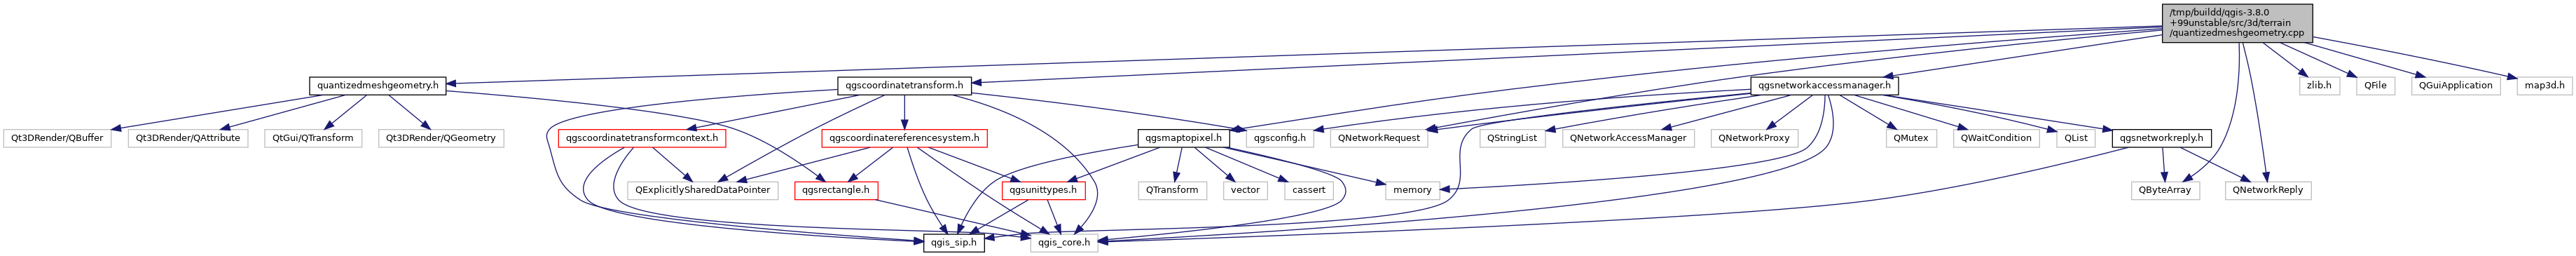 /tmp/buildd/qgis-3.8.0
+99unstable/src/3d/terrain
/quantizedmeshgeometry.cpp
quantizedmeshgeometry.h
qgscoordinatetransform.h
qgsnetworkaccessmanager.h
zlib.h
QFile
QGuiApplication
map3d.h
Qt3DRender/QBuffer
Qt3DRender/QAttribute
QtGui/QTransform
Qt3DRender/QGeometry
qgscoordinatetransformcontext.h
qgscoordinatereferencesystem.h
qgsmaptopixel.h
qgsconfig.h
QNetworkRequest
QStringList
QNetworkAccessManager
QNetworkProxy
QMutex
QWaitCondition
QList
qgsnetworkreply.h
QExplicitlySharedDataPointer
qgsrectangle.h
qgsunittypes.h
QTransform
vector
cassert
memory
QByteArray
QNetworkReply
qgis_sip.h
qgis_core.h